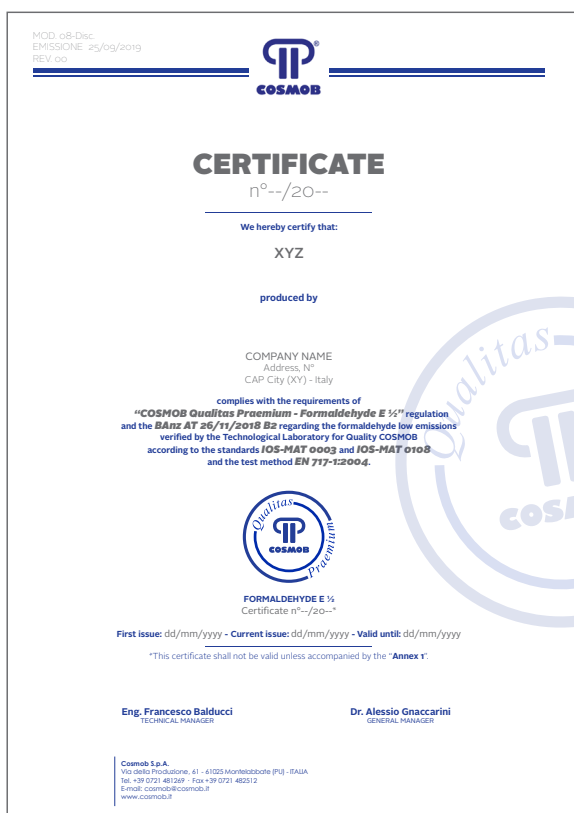 MOD. 08-Disc
EMISSIONE 25/09/2019
REV. 00
®
COSMOB
CERTIFICATE
n°--/20--
We hereby certify that:
XYZ
produced by
COMPANY NAME
Address, N°
CAP City (XY) - Italy
complies with the requirements of
“COSMOB Qualitas Praemium - Formaldehyde E ½” regulation
and the BAnz AT 26/11/2018 B2 regarding the formaldehyde low emissions
verified by the Technological Laboratory for Quality COSMOB
according to the standards IOS-MAT 0003 and IOS-MAT 0108
and the test method EN 717-1:2004.
Qualitas
COSM
Qualitas
COSMOB
Praemium
FORMALDEHYDE E ½
Certificate n°--/20--*
First issue: dd/mm/yyyy - Current issue: dd/mm/yyyy - Valid until: dd/mm/yyyy
*This certificate shall not be valid unless accompanied by the “Annex 1”.
Eng. Francesco Balducci
TECHNICAL MANAGER
Dr. Alessio Gnaccarini
GENERAL MANAGER
Cosmob S.p.A.
Via della Produzione, 61 - 61025 Montelabbate (PU) - ITALIA
Tel. +39 0721 481269 - Fax +39 0721 482512
E-mail: cosmob@cosmob.it
www.cosmob.it